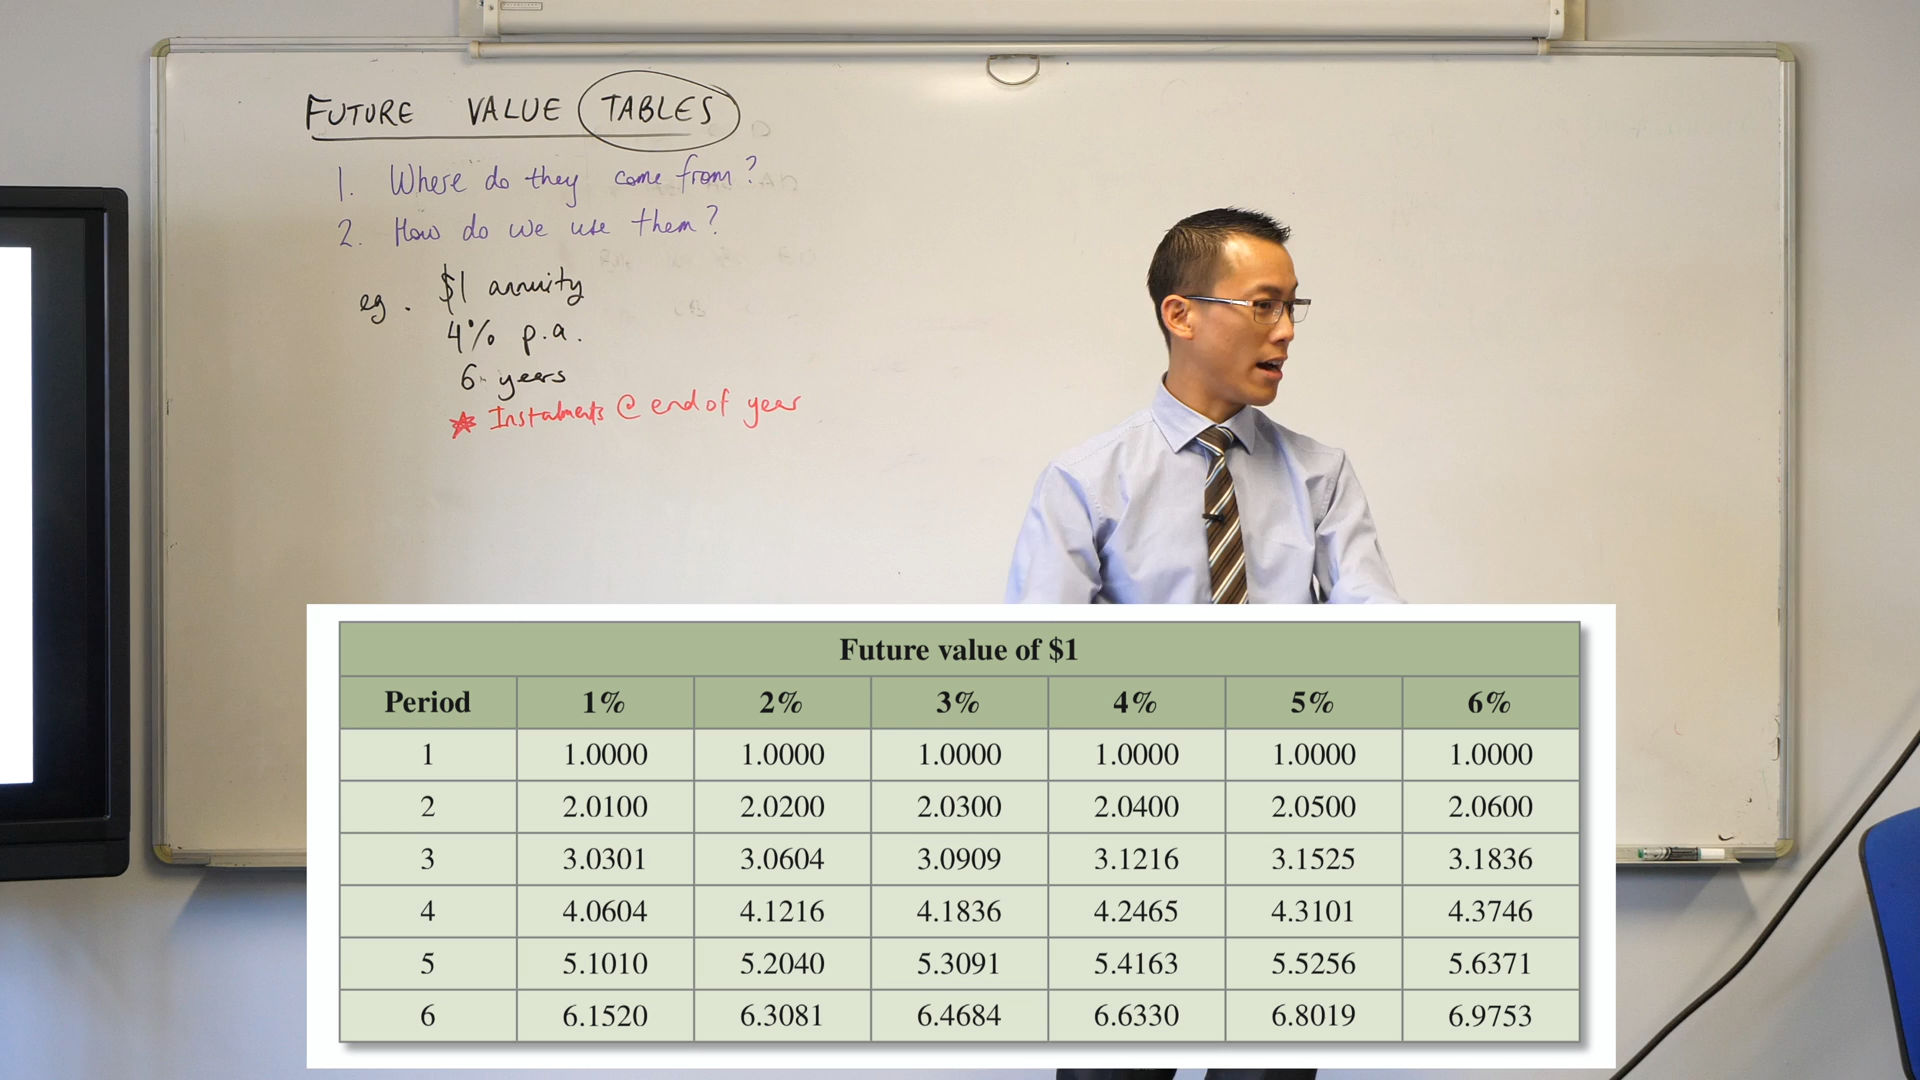 FUTURE VALUE TABLES
1. Where do they come from?
2. How do we use them?
eg. $1 annuity
4% p.a.
6 years
★ Instalments @ end of year
Future value of $1
Period 1% 2% 3% 4% 5% 6%
1 1.0000 1.0000 1.0000 1.0000 1.0000 1.0000
2 2.0100 2.0200 2.0300 2.0400 2.0500 2.0600
3 3.0301 3.0604 3.0909 3.1216 3.1525 3.1836
4 4.0604 4.1216 4.1836 4.2465 4.3101 4.3746
5 5.1010 5.2040 5.3091 5.4163 5.5256 5.6371
6 6.1520 6.3081 6.4684 6.6330 6.8019 6.9753